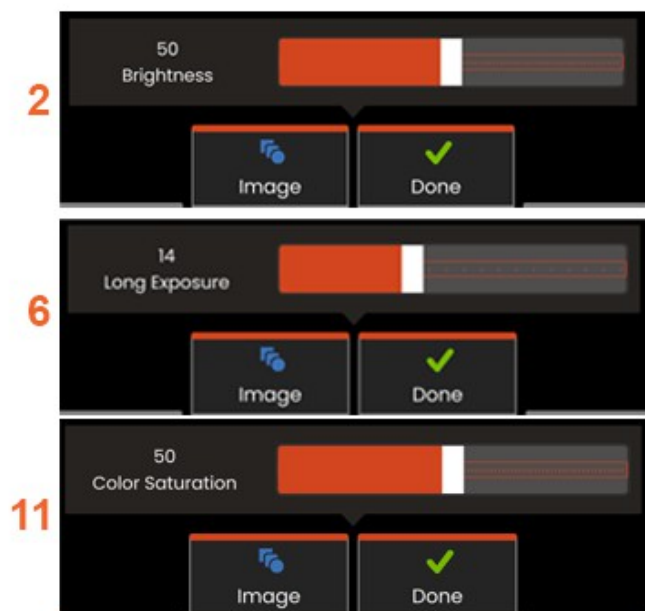 2
50
Brightness
Image Done
6
14
Long Exposure
Image Done
11
50
Color Saturation
Image Done